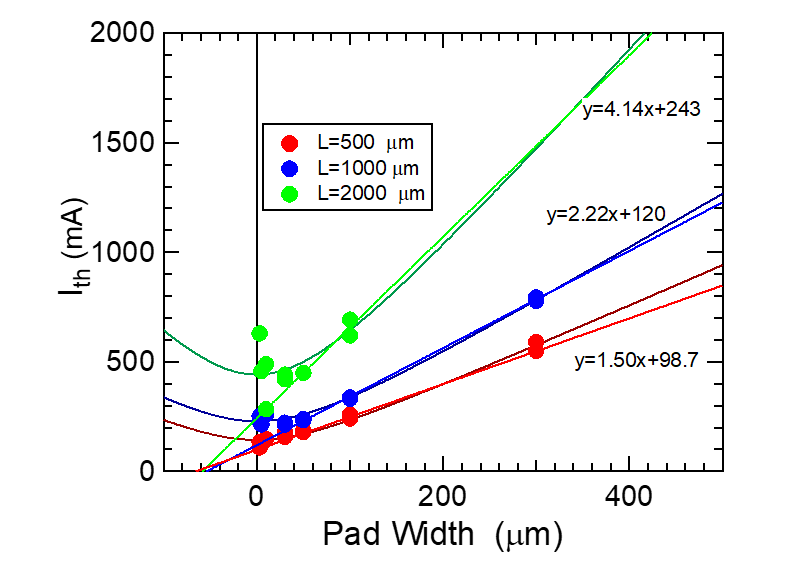 2000
1500
1000
500
0
I_th (mA)
L=500 μm
L=1000 μm
L=2000 μm
y=4.14x+243
y=2.22x+120
y=1.50x+98.7
0
200
400
Pad Width (μm)